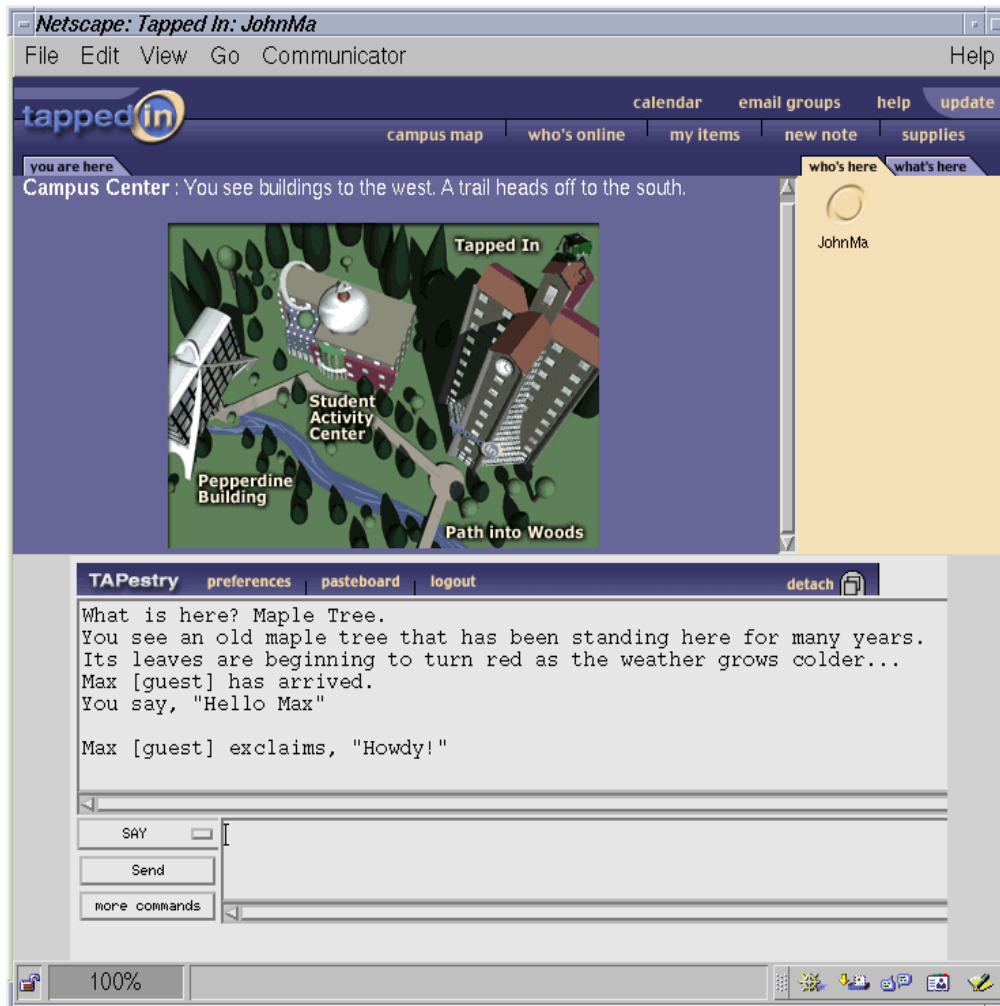 Netscape: Tapped In: JohnMa
File Edit View Go Communicator Help
tapped in
calendar email groups help update
campus map who's online my items new note supplies
you are here who's here what's here
Campus Center : You see buildings to the west. A trail heads off to the south.
JohnMa
Tapped In
Student
Activity
Center
Pepperdine
Building
Path into Woods
TAPestry preferences pasteboard logout detach
What is here? Maple Tree.
You see an old maple tree that has been standing here for many years.
Its leaves are beginning to turn red as the weather grows colder...
Max [guest] has arrived.
You say, "Hello Max"
Max [guest] exclaims, "Howdy!"
SAY
Send
more commands
100%